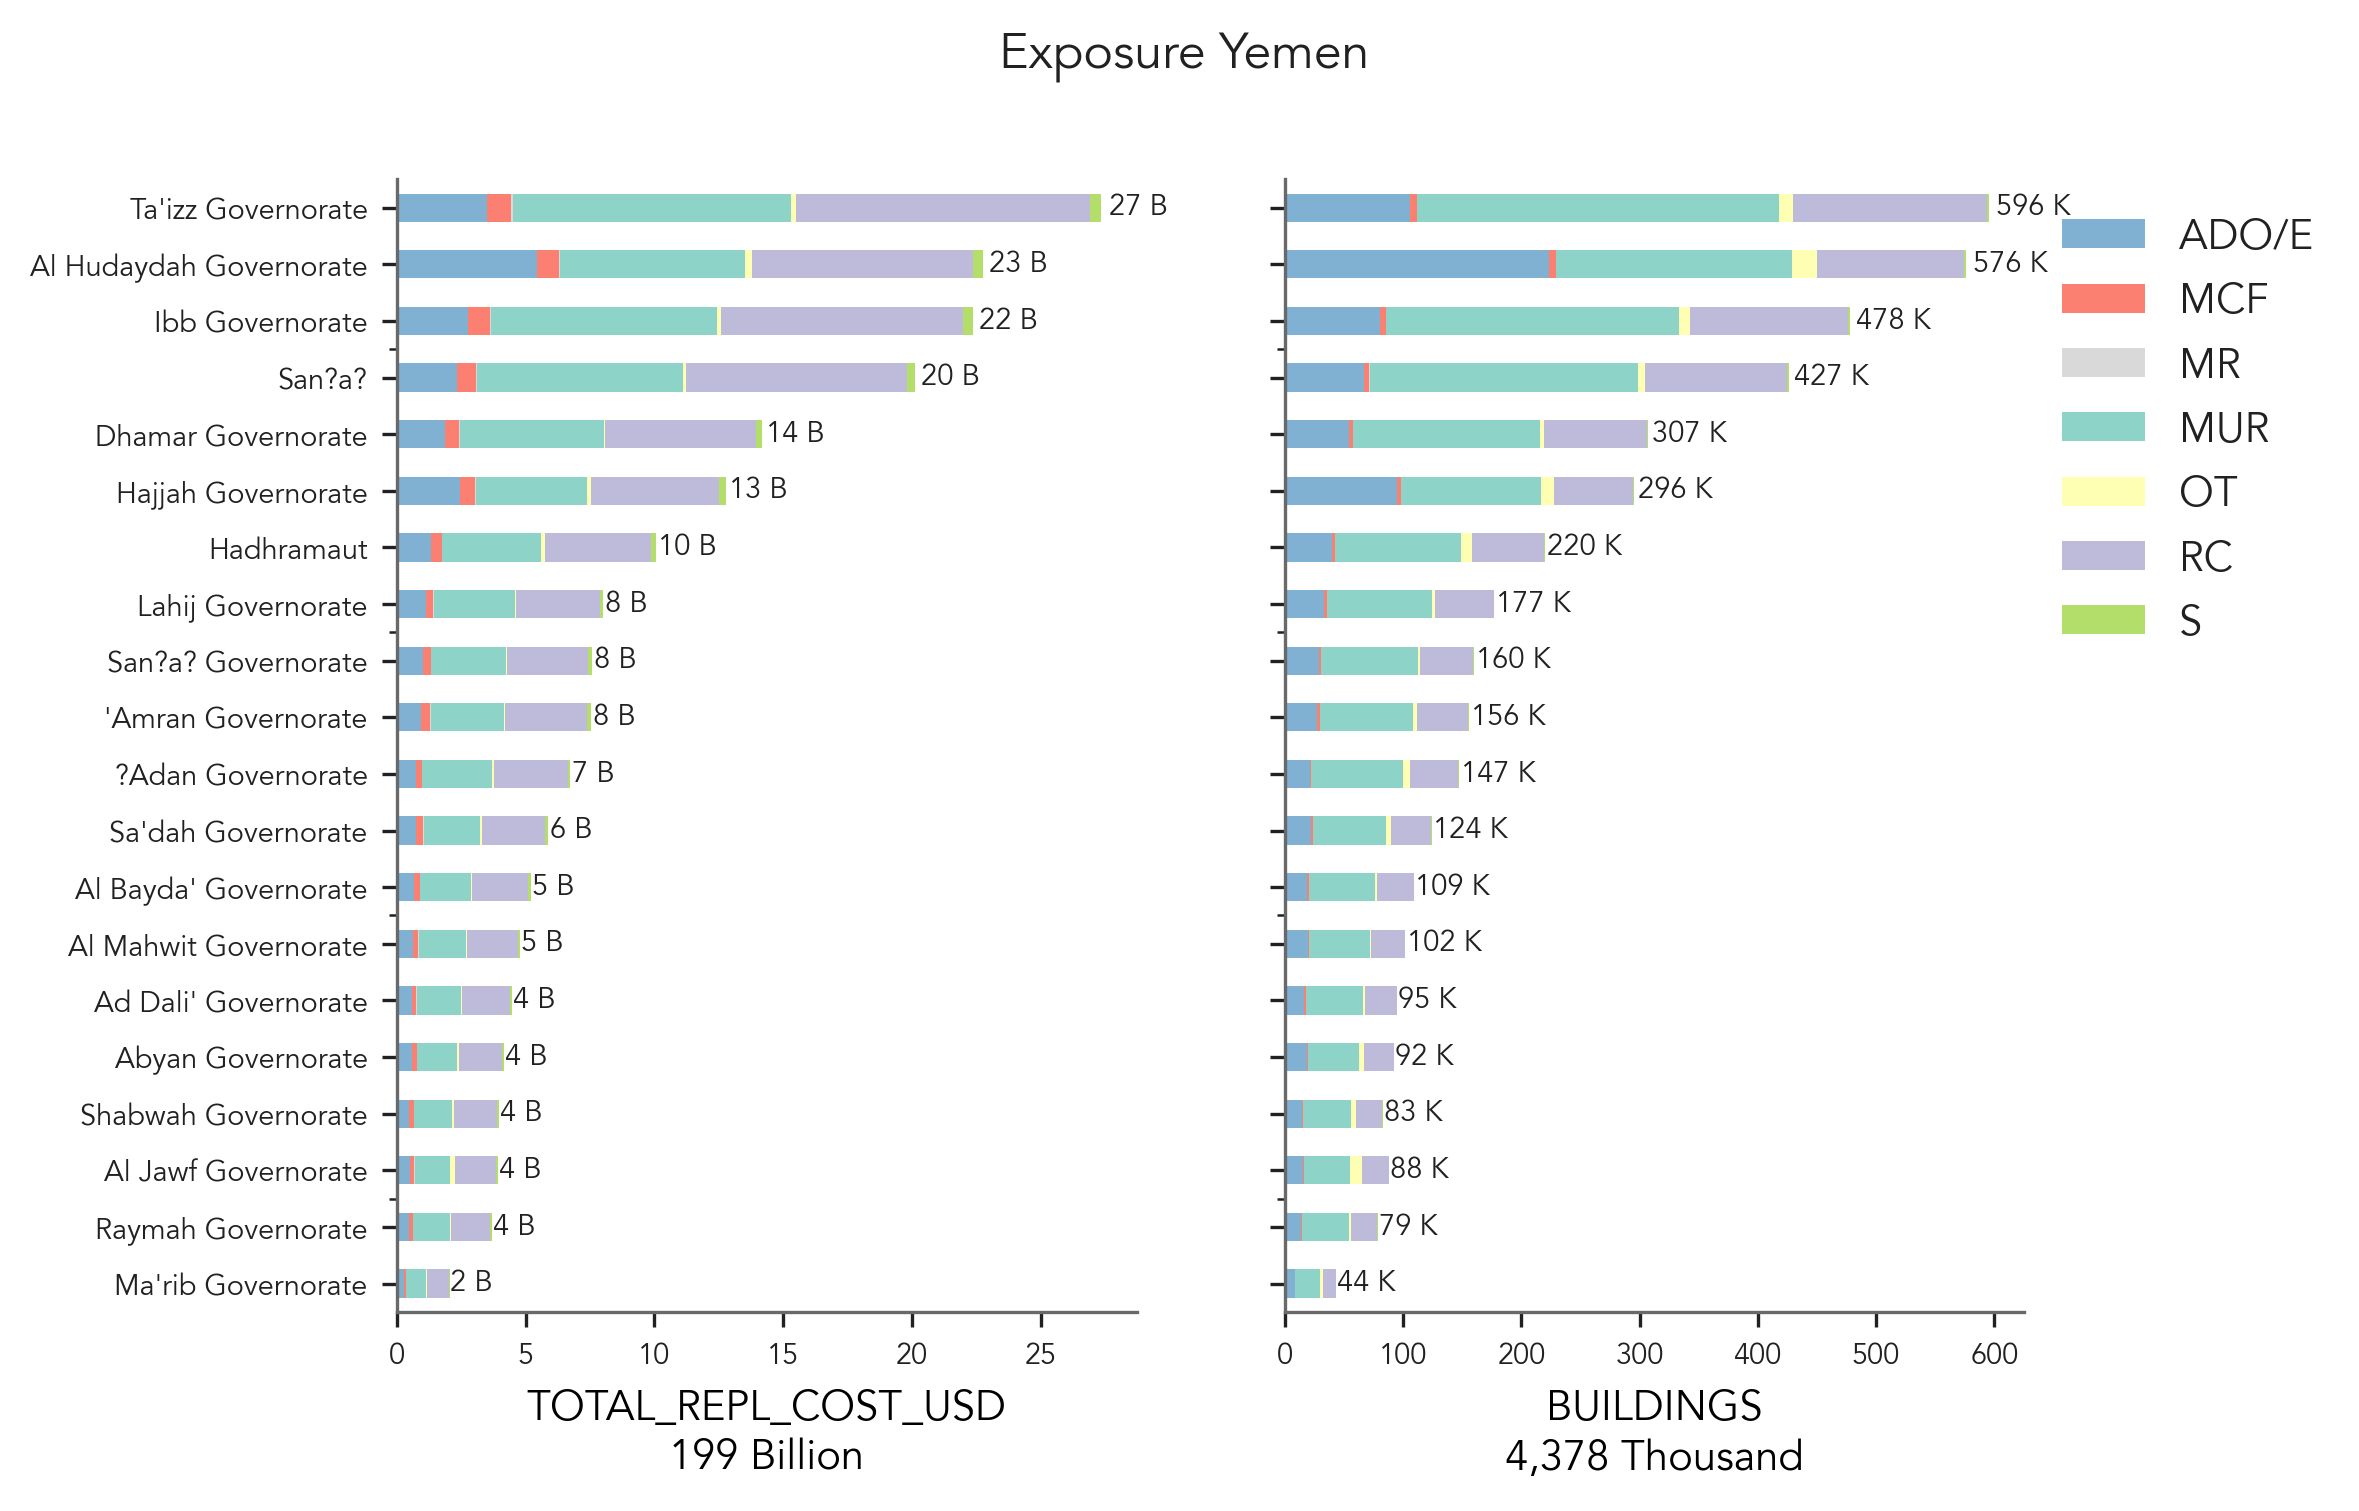 Exposure Yemen
Ta'izz Governorate 27 B 596 K
Al Hudaydah Governorate 23 B 576 K
Ibb Governorate 22 B 478 K
San?a? 20 B 427 K
Dhamar Governorate 14 B 307 K
Hajjah Governorate 13 B 296 K
Hadhramaut 10 B 220 K
Lahij Governorate 8 B 177 K
San?a? Governorate 8 B 160 K
'Amran Governorate 8 B 156 K
?Adan Governorate 7 B 147 K
Sa'dah Governorate 6 B 124 K
Al Bayda' Governorate 5 B 109 K
Al Mahwit Governorate 5 B 102 K
Ad Dali' Governorate 4 B 95 K
Abyan Governorate 4 B 92 K
Shabwah Governorate 4 B 83 K
Al Jawf Governorate 4 B 88 K
Raymah Governorate 4 B 79 K
Ma'rib Governorate 2 B 44 K
0 5 10 15 20 25
TOTAL_REPL_COST_USD
199 Billion
0 100 200 300 400 500 600
BUILDINGS
4,378 Thousand
ADO/E
MCF
MR
MUR
OT
RC
S